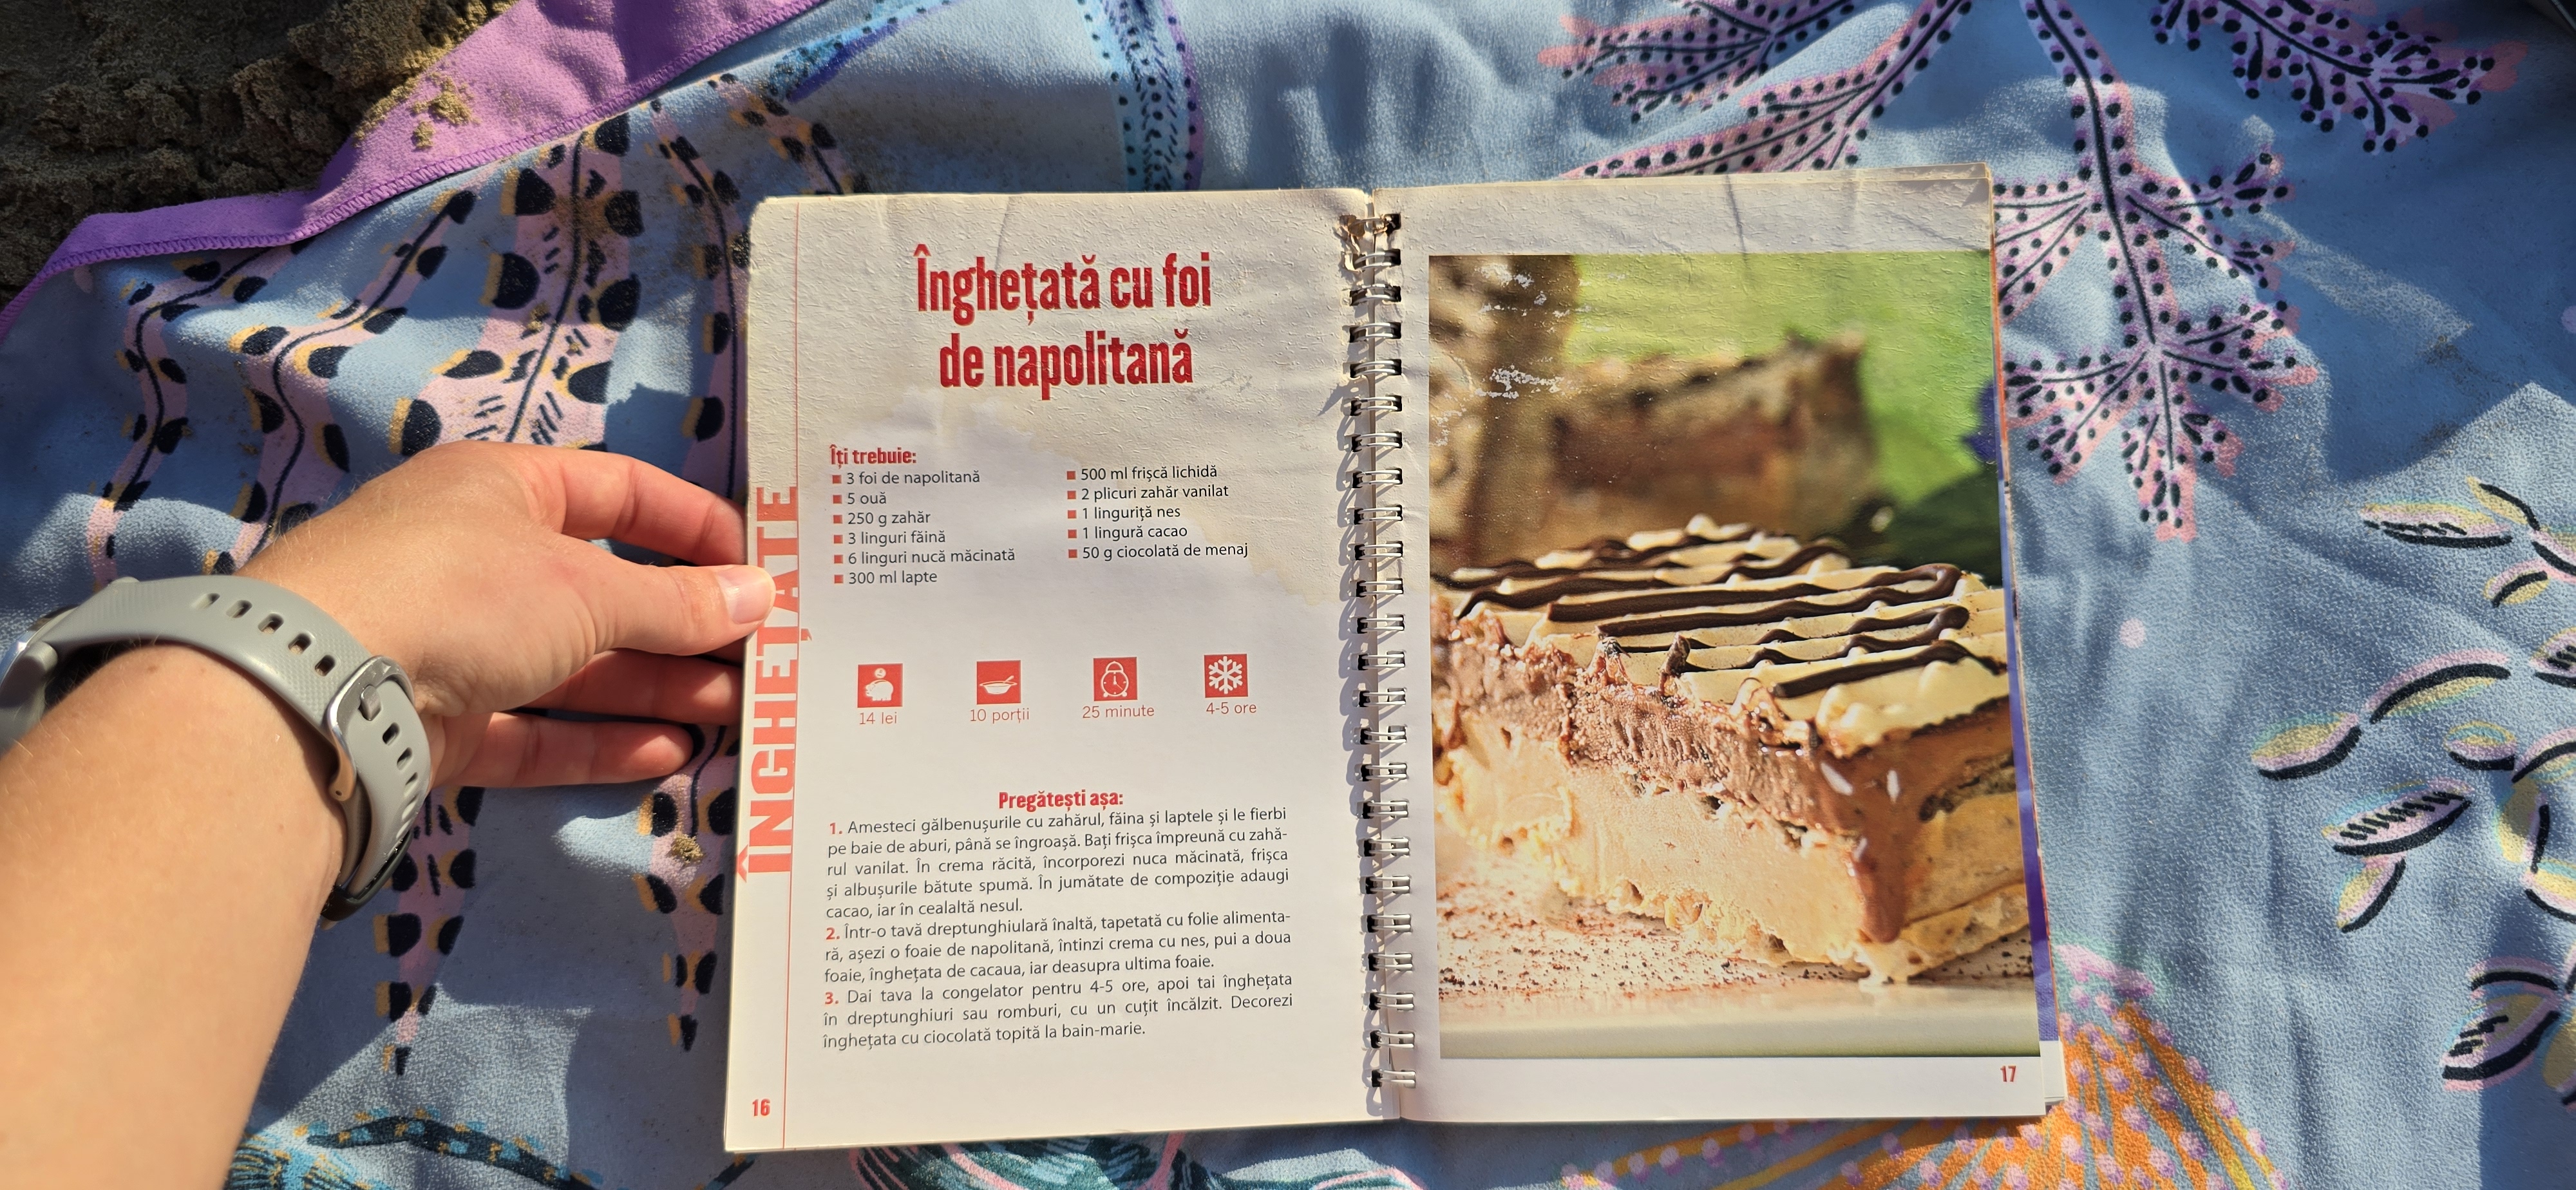 Înghețată cu foi
de napolitană
Îți trebuie:
3 foi de napolitană
5 ouă
250 g zahăr
3 linguri făină
6 linguri nucă măcinată
300 ml lapte
500 ml frișcă lichidă
2 plicuri zahăr vanilat
1 linguriță nes
1 lingură cacao
50 g ciocolată de menaj
14 lei
10 porții
25 minute
4-5 ore
Pregătești așa:
1. Amesteci gălbenușurile cu zahărul, făina și laptele și le fierbi
pe baie de aburi, până se îngroașă. Bați frișca împreună cu zahă-
rul vanilat. În crema răcită, încorporezi nuca măcinată, frișca
și albușurile bătute spumă. În jumătate de compoziție adaugi
cacao, iar în cealaltă nesul.
2. Într-o tavă dreptunghiulară înaltă, tapetată cu folie alimenta-
ră, așezi o foaie de napolitană, întinzi crema cu nes, pui a doua
foaie, înghețata de cacaua, iar deasupra ultima foaie.
3. Dai tava la congelator pentru 4-5 ore, apoi tai înghețata
în dreptunghiuri sau romburi, cu un cuțit încălzit. Decorezi
înghețata cu ciocolată topită la bain-marie.
ÎNGHEȚATE
16
17